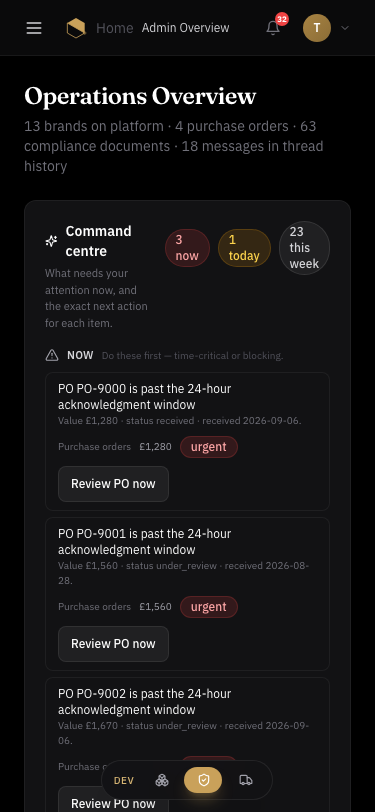 Home Admin Overview 32 T
Operations Overview
13 brands on platform · 4 purchase orders · 63
compliance documents · 18 messages in thread
history
Command
centre
3
now
1
today
23
this
week
What needs your
attention now, and
the exact next action
for each item.
NOW Do these first — time-critical or blocking.
PO PO-9000 is past the 24-hour
acknowledgment window
Value £1,280 · status received · received 2026-09-06.
Purchase orders £1,280 urgent
Review PO now
PO PO-9001 is past the 24-hour
acknowledgment window
Value £1,560 · status under_review · received 2026-08-
28.
Purchase orders £1,560 urgent
Review PO now
PO PO-9002 is past the 24-hour
acknowledgment window
Value £1,670 · status under_review · received 2026-09-
06.
Purchase
DEV
Review PO now